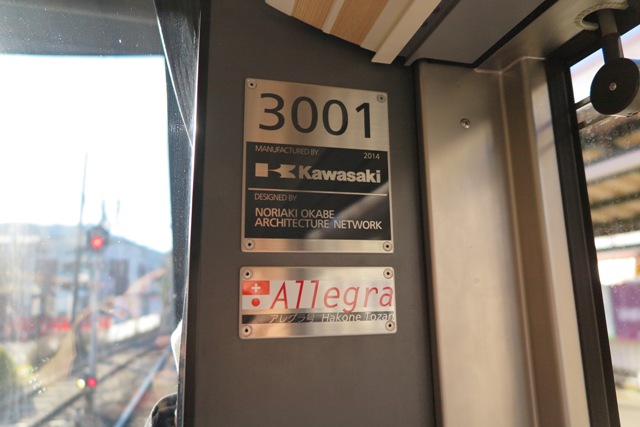 3001
MANUFACTURED BY 2014
Kawasaki
DESIGNED BY
NORIAKI OKABE
ARCHITECTURE NETWORK
Allegra
アレグラ号 Hakone Tozan